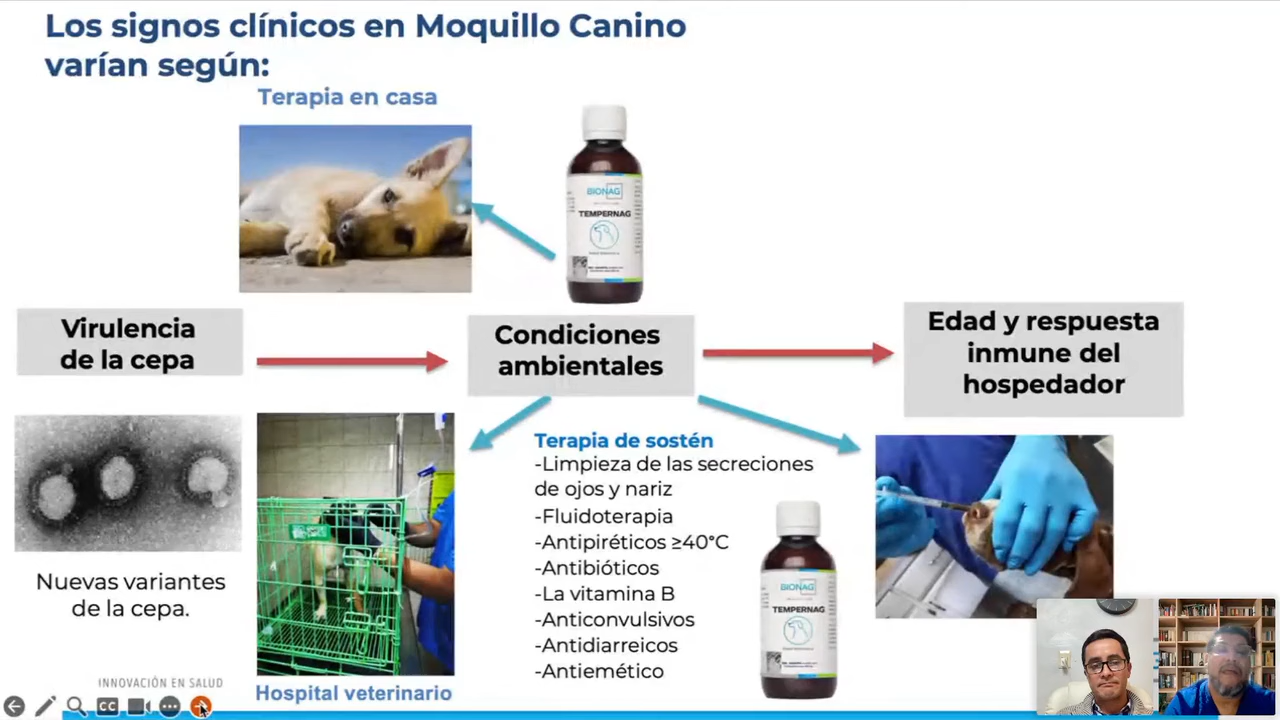 Los signos clínicos en Moquillo Canino
varían según:
Terapia en casa
BIONAG
TEMPERNAG
Virulencia
de la cepa
Condiciones
ambientales
Edad y respuesta
inmune del
hospedador
Nuevas variantes
de la cepa.
Hospital veterinario
Terapia de sostén
-Limpieza de las secreciones
de ojos y nariz
-Fluidoterapia
-Antipiréticos ≥40°C
-Antibióticos
-La vitamina B
-Anticonvulsivos
-Antidiarreicos
-Antiemético
BIONAG
TEMPERNAG
INNOVACIÓN EN SALUD
CC